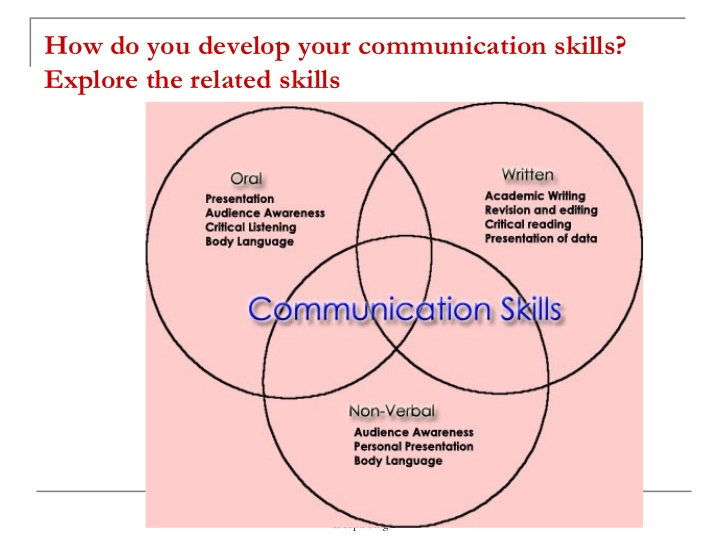 How do you develop your communication skills?
Explore the related skills
Oral
Presentation
Audience Awareness
Critical Listening
Body Language
Written
Academic Writing
Revision and editing
Critical reading
Presentation of data
Communication Skills
Non-Verbal
Audience Awareness
Personal Presentation
Body Language